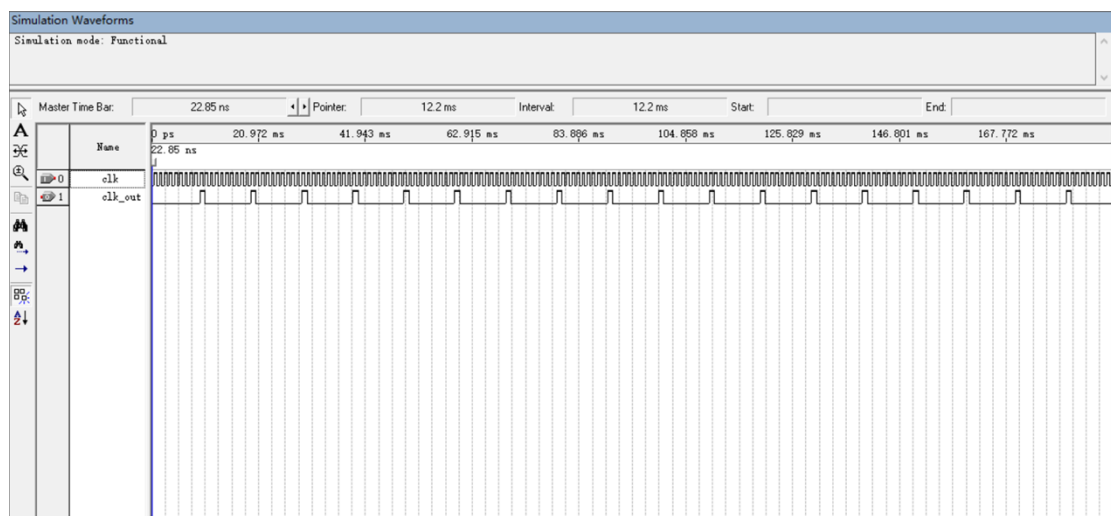 Simulation Waveforms
Simulation mode: Functional
Master Time Bar: 22.85 ns Pointer: 12.2 ms Interval: 12.2 ms Start: End:
Name 0 ps 20.972 ms 41.943 ms 62.915 ms 83.886 ms 104.858 ms 125.829 ms 146.801 ms 167.772 ms
22.85 ns
0 clk
1 clk_out